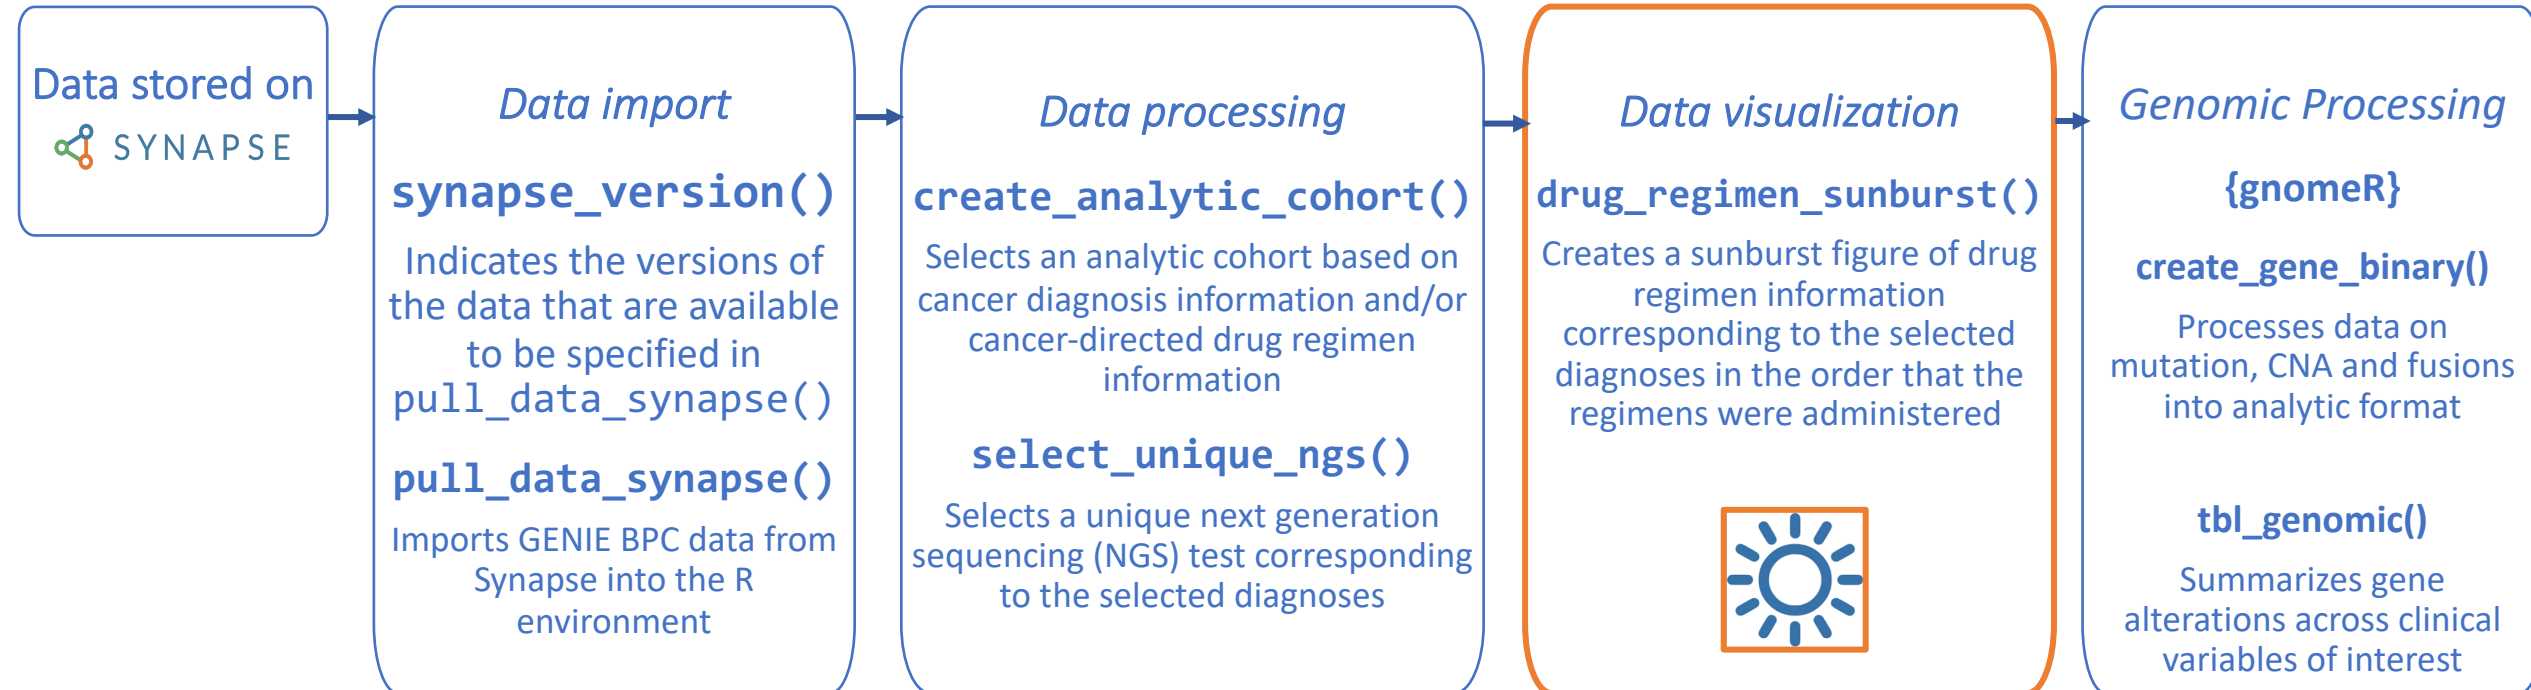 Data stored on
SYNAPSE
Data import
synapse_version()
Indicates the versions of
the data that are available
to be specified in
pull_data_synapse()
pull_data_synapse()
Imports GENIE BPC data from
Synapse into the R
environment
Data processing
create_analytic_cohort()
Selects an analytic cohort based on
cancer diagnosis information and/or
cancer-directed drug regimen
information
select_unique_ngs()
Selects a unique next generation
sequencing (NGS) test corresponding
to the selected diagnoses
Data visualization
drug_regimen_sunburst()
Creates a sunburst figure of drug
regimen information
corresponding to the selected
diagnoses in the order that the
regimens were administered
Genomic Processing
{gnomeR}
create_gene_binary()
Processes data on
mutation, CNA and fusions
into analytic format
tbl_genomic()
Summarizes gene
alterations across clinical
variables of interest